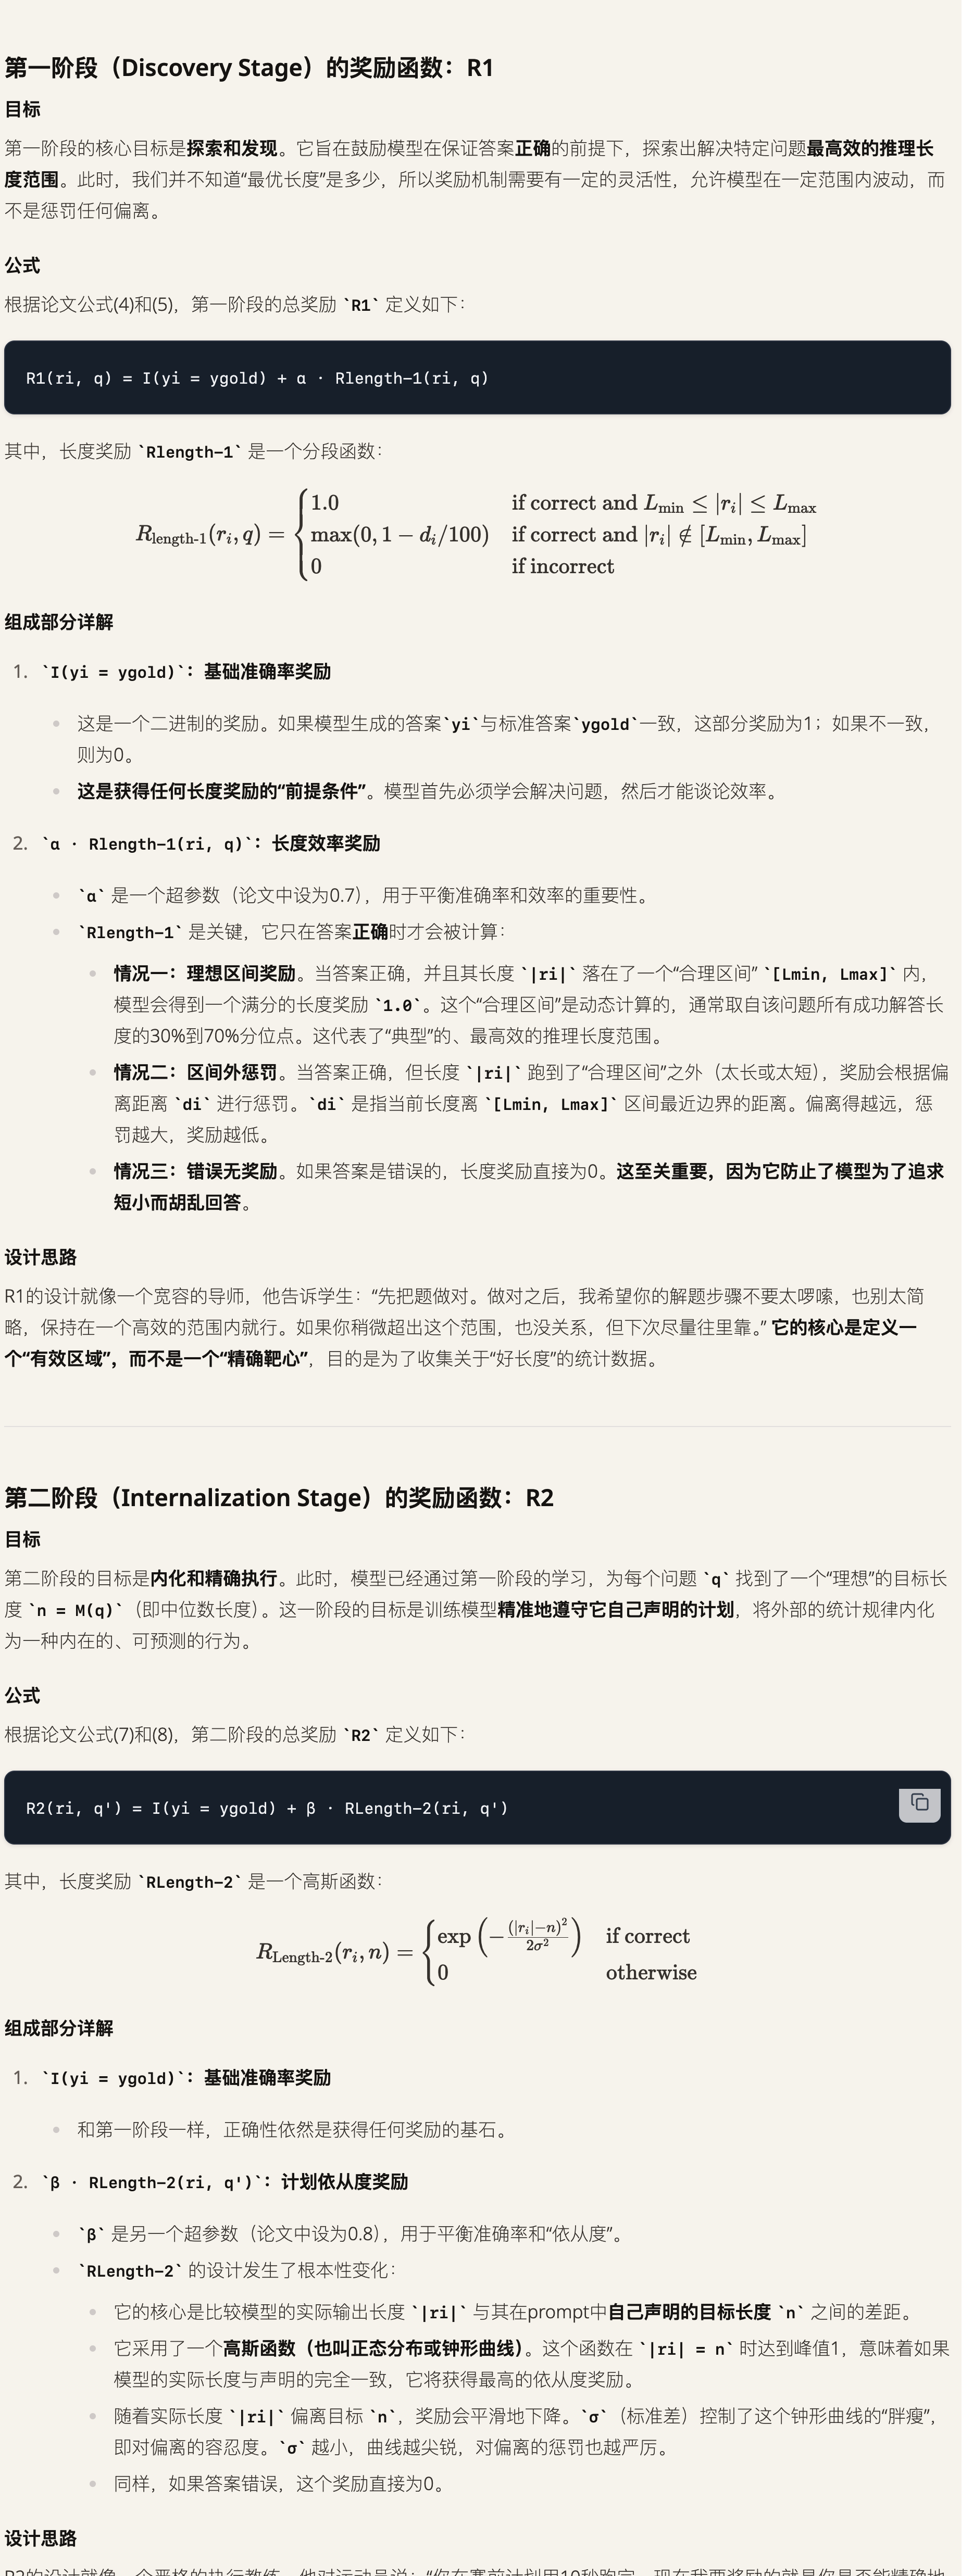 第一阶段（Discovery Stage）的奖励函数：R1
目标
第一阶段的核心目标是探索和发现。它旨在鼓励模型在保证答案正确的前提下，探索出解决特定问题最高效的推理长
度范围。此时，我们并不知道“最优长度”是多少，所以奖励机制需要有一定的灵活性，允许模型在一定范围内波动，而
不是惩罚任何偏离。
公式
根据论文公式(4)和(5)，第一阶段的总奖励 `R1` 定义如下：
R1(ri, q) = I(yi = ygold) + α · Rlength-1(ri, q)
其中，长度奖励 `Rlength-1` 是一个分段函数：
R_length-1(r_i, q) = { 1.0 if correct and L_min ≤ |r_i| ≤ L_max
max(0, 1 − d_i/100) if correct and |r_i| ∉ [L_min, L_max]
0 if incorrect
组成部分详解
1. `I(yi = ygold)`：基础准确率奖励
• 这是一个二进制的奖励。如果模型生成的答案`yi`与标准答案`ygold`一致，这部分奖励为1；如果不一致，
则为0。
• 这是获得任何长度奖励的“前提条件”。模型首先必须学会解决问题，然后才能谈论效率。
2. `α · Rlength-1(ri, q)`：长度效率奖励
• `α` 是一个超参数（论文中设为0.7），用于平衡准确率和效率的重要性。
• `Rlength-1` 是关键，它只在答案正确时才会被计算：
• 情况一：理想区间奖励。当答案正确，并且其长度 `|ri|` 落在了一个“合理区间” `[Lmin, Lmax]` 内，
模型会得到一个满分的长度奖励 `1.0`。这个“合理区间”是动态计算的，通常取自该问题所有成功解答长
度的30%到70%分位点。这代表了“典型”的、最高效的推理长度范围。
• 情况二：区间外惩罚。当答案正确，但长度 `|ri|` 跑到了“合理区间”之外（太长或太短），奖励会根据偏
离距离 `di` 进行惩罚。`di` 是指当前长度离 `[Lmin, Lmax]` 区间最近边界的距离。偏离得越远，惩
罚越大，奖励越低。
• 情况三：错误无奖励。如果答案是错误的，长度奖励直接为0。这至关重要，因为它防止了模型为了追求
短小而胡乱回答。
设计思路
R1的设计就像一个宽容的导师，他告诉学生：“先把题做对。做对之后，我希望你的解题步骤不要太啰嗦，也别太简
略，保持在一个高效的范围内就行。如果你稍微超出这个范围，也没关系，但下次尽量往里靠。” 它的核心是定义一
个“有效区域”，而不是一个“精确靶心”，目的是为了收集关于“好长度”的统计数据。
第二阶段（Internalization Stage）的奖励函数：R2
目标
第二阶段的目标是内化和精确执行。此时，模型已经通过第一阶段的学习，为每个问题 `q` 找到了一个“理想”的目标长
度 `n = M(q)`（即中位数长度）。这一阶段的目标是训练模型精准地遵守它自己声明的计划，将外部的统计规律内化
为一种内在的、可预测的行为。
公式
根据论文公式(7)和(8)，第二阶段的总奖励 `R2` 定义如下：
R2(ri, q') = I(yi = ygold) + β · RLength-2(ri, q')
其中，长度奖励 `RLength-2` 是一个高斯函数：
R_Length-2(r_i, n) = { exp(−(|r_i|−n)²/2σ²) if correct
0 otherwise
组成部分详解
1. `I(yi = ygold)`：基础准确率奖励
• 和第一阶段一样，正确性依然是获得任何奖励的基石。
2. `β · RLength-2(ri, q')`：计划依从度奖励
• `β` 是另一个超参数（论文中设为0.8），用于平衡准确率和“依从度”。
• `RLength-2` 的设计发生了根本性变化：
• 它的核心是比较模型的实际输出长度 `|ri|` 与其在prompt中自己声明的目标长度 `n` 之间的差距。
• 它采用了一个高斯函数（也叫正态分布或钟形曲线）。这个函数在 `|ri| = n` 时达到峰值1，意味着如果
模型的实际长度与声明的完全一致，它将获得最高的依从度奖励。
• 随着实际长度 `|ri|` 偏离目标 `n`，奖励会平滑地下降。`σ`（标准差）控制了这个钟形曲线的“胖瘦”，
即对偏离的容忍度。`σ` 越小，曲线越尖锐，对偏离的惩罚也越严厉。
• 同样，如果答案错误，这个奖励直接为0。
设计思路